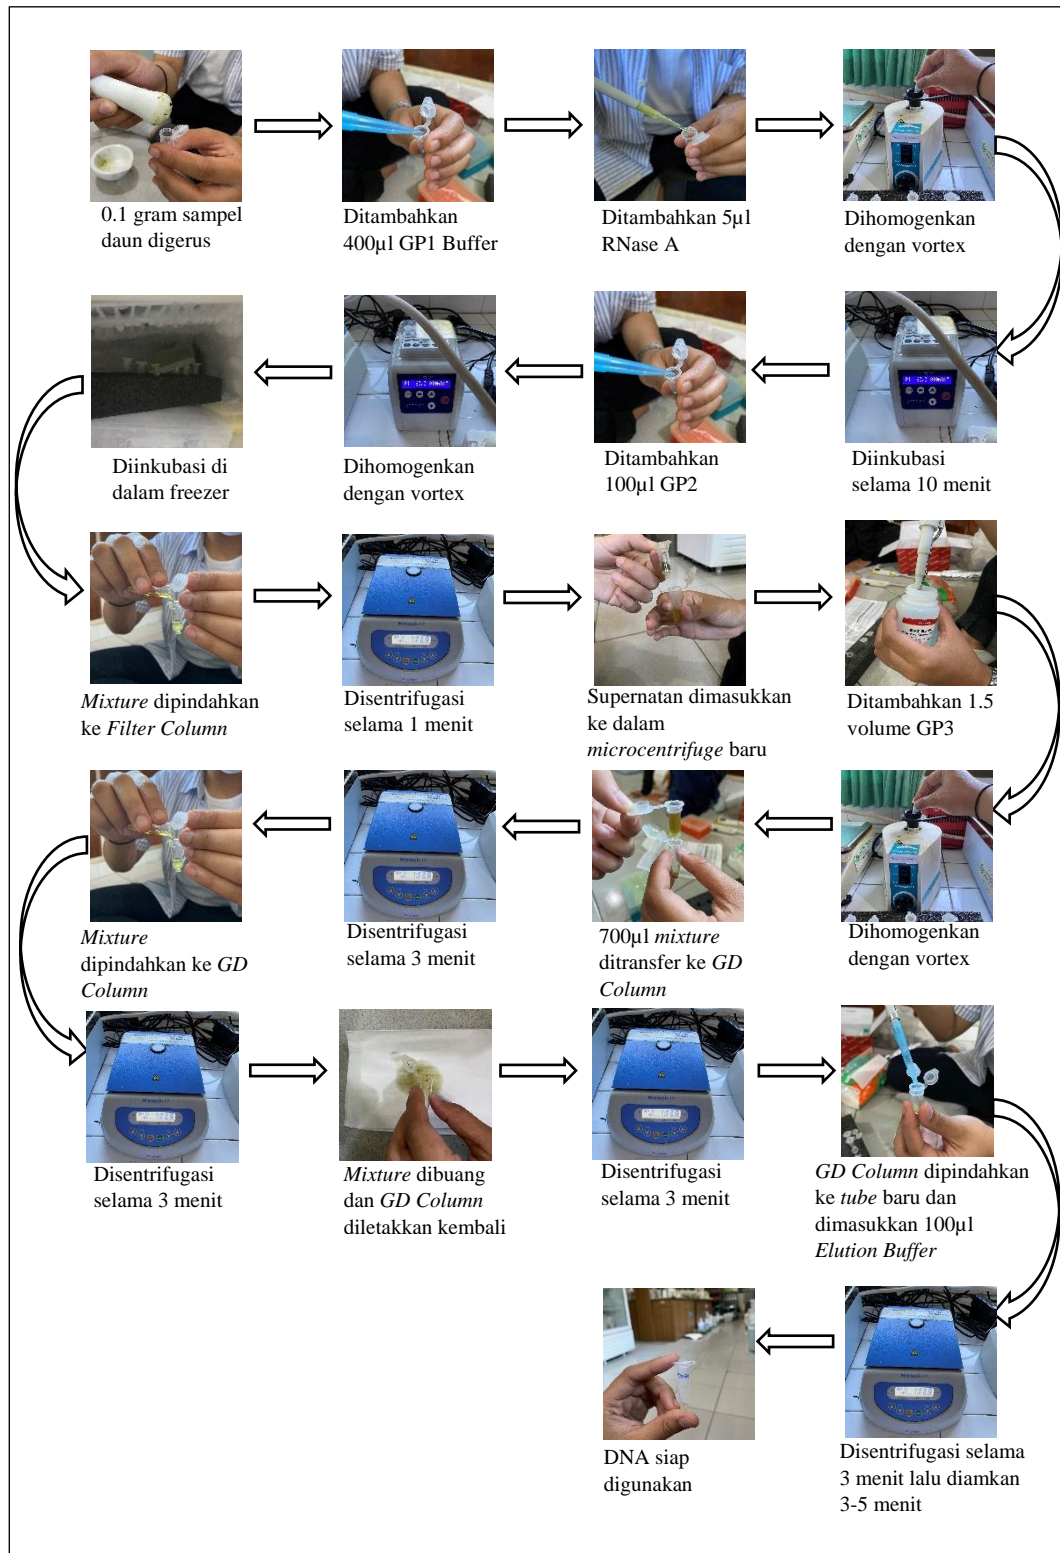 0.1 gram sampel
daun digerus
Ditambahkan
400µl GP1 Buffer
Ditambahkan 5µl
RNase A
Dihomogenkan
dengan vortex
Diinkubasi
selama 10 menit
Ditambahkan
100µl GP2
Dihomogenkan
dengan vortex
Diinkubasi di
dalam freezer
Mixture dipindahkan
ke Filter Column
Disentrifugasi
selama 1 menit
Supernatan dimasukkan
ke dalam
microcentrifuge baru
Ditambahkan 1.5
volume GP3
Dihomogenkan
dengan vortex
700µl mixture
ditransfer ke GD
Column
Disentrifugasi
selama 3 menit
Mixture
dipindahkan ke GD
Column
Disentrifugasi
selama 3 menit
Mixture dibuang
dan GD Column
diletakkan kembali
Disentrifugasi
selama 3 menit
GD Column dipindahkan
ke tube baru dan
dimasukkan 100µl
Elution Buffer
Disentrifugasi selama
3 menit lalu diamkan
3-5 menit
DNA siap
digunakan